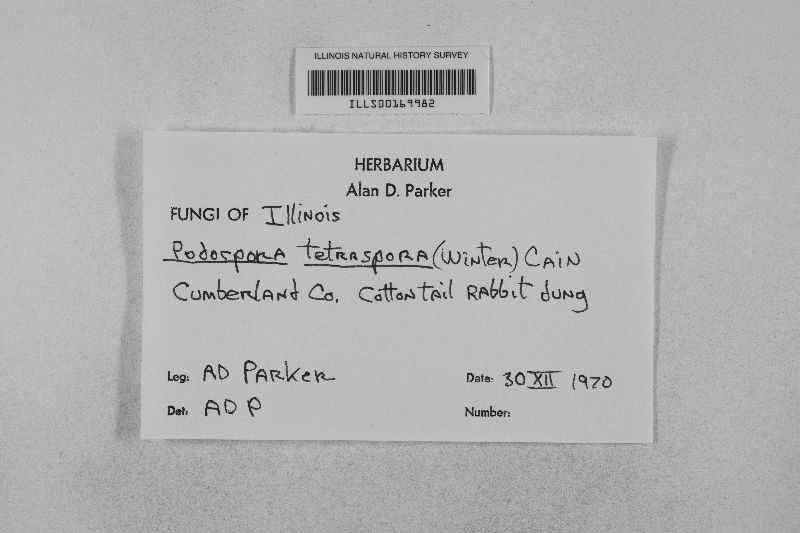 ILLINOIS NATURAL HISTORY SURVEY
ILLS00169982
HERBARIUM
Alan D. Parker
FUNGI OF Illinois
Podospora tetraspora (Winter) Cain
Cumberland Co. Cottontail Rabbit dung
Leg: AD Parker
Date: 30 XII 1970
Det: ADP
Number: